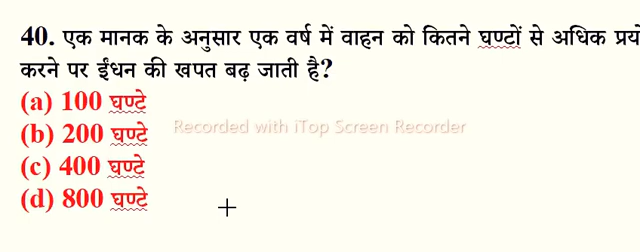 40. एक मानक के अनुसार एक वर्ष में वाहन को कितने घण्टों से अधिक प्रयो
करने पर ईंधन की खपत बढ़ जाती है?
(a) 100 घण्टे
(b) 200 घण्टे
Recorded with iTop Screen Recorder
(c) 400 घण्टे
(d) 800 घण्टे